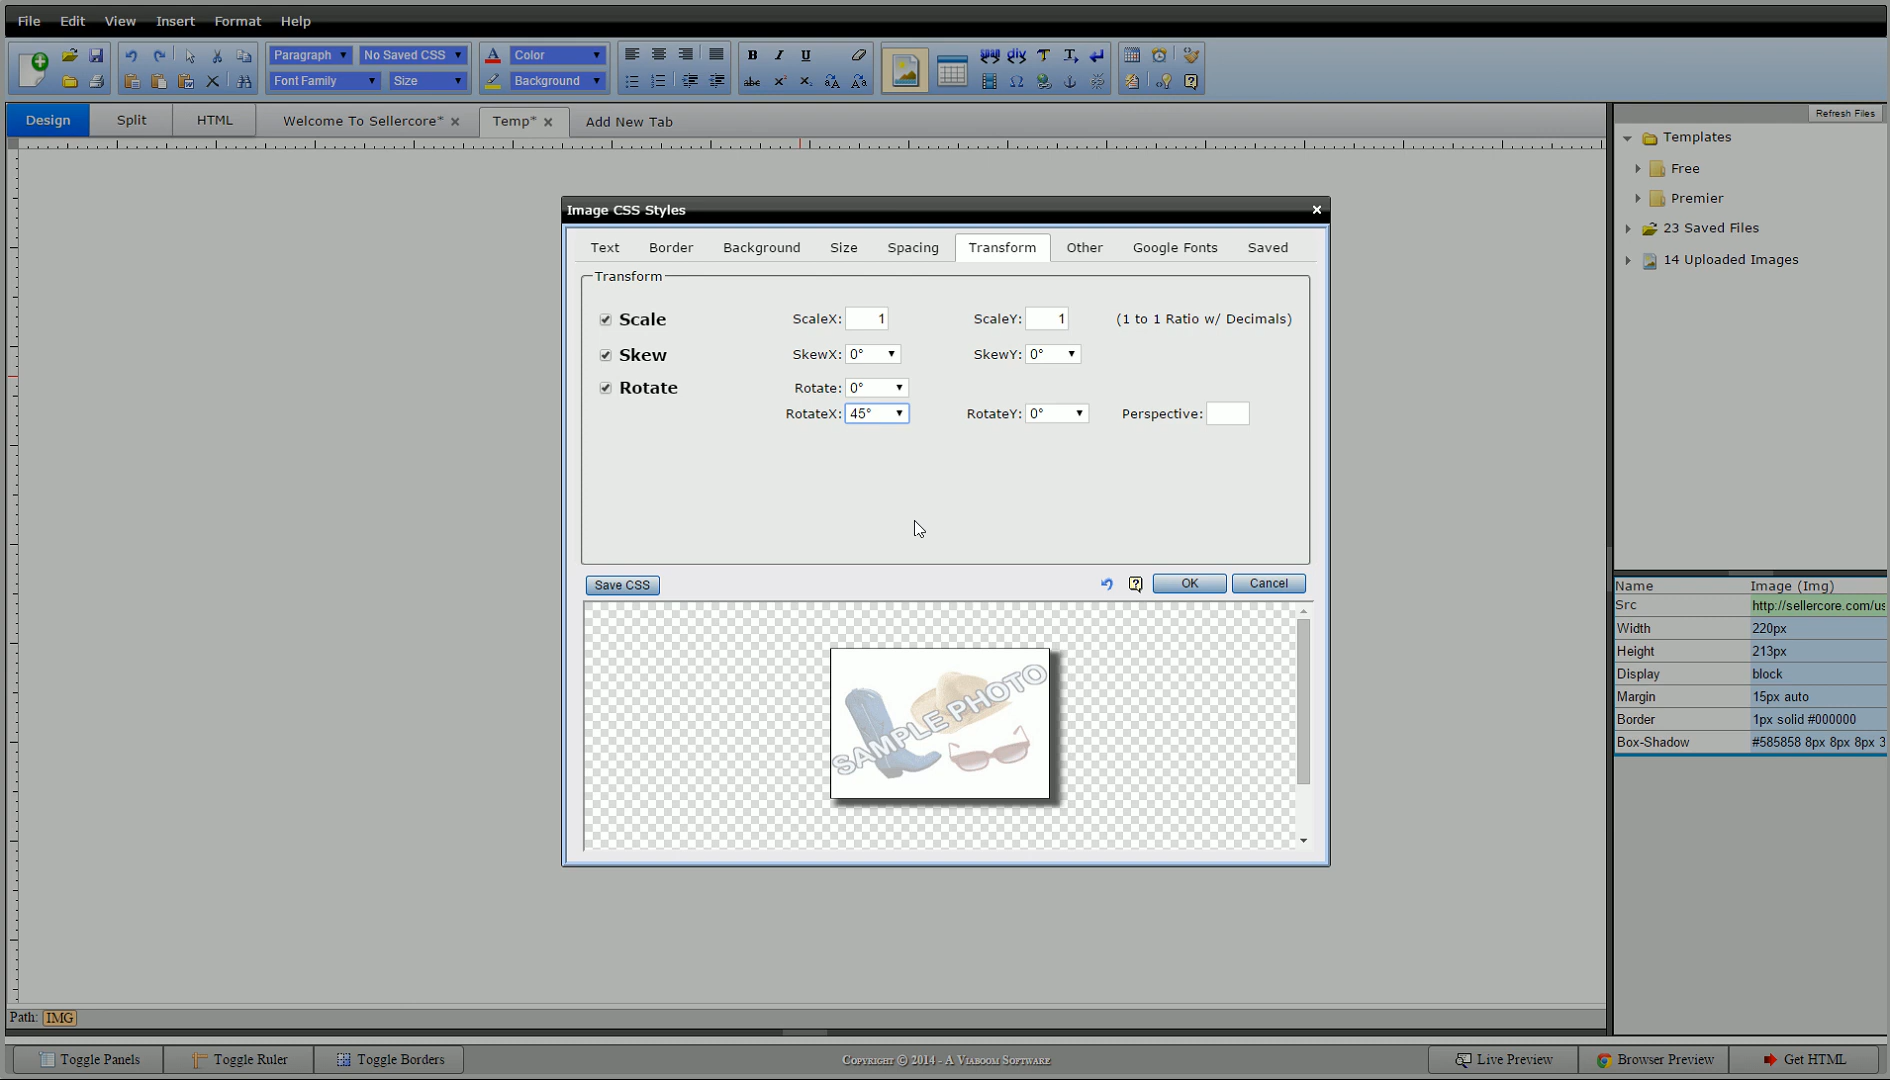 File Edit View Insert Format Help
Paragraph No Saved CSS Color
Font Family Size Background
Design Split HTML Welcome To Sellercore* Temp* Add New Tab
Refresh Files
Templates
Free
Premier
23 Saved Files
14 Uploaded Images
Image CSS Styles
Text Border Background Size Spacing Transform Other Google Fonts Saved
Transform
Scale ScaleX: 1 ScaleY: 1 (1 to 1 Ratio w/ Decimals)
Skew SkewX: 0° SkewY: 0°
Rotate Rotate: 0°
RotateX: 45° RotateY: 0° Perspective:
Save CSS OK Cancel
SAMPLE PHOTO
Name Image (Img)
Src http://sellercore.com/us
Width 220px
Height 213px
Display block
Margin 15px auto
Border 1px solid #000000
Box-Shadow #585858 8px 8px 8px 3
Path: IMG
Toggle Panels Toggle Ruler Toggle Borders Copyright © 2014 - A Viaboom Software Live Preview Browser Preview Get HTML